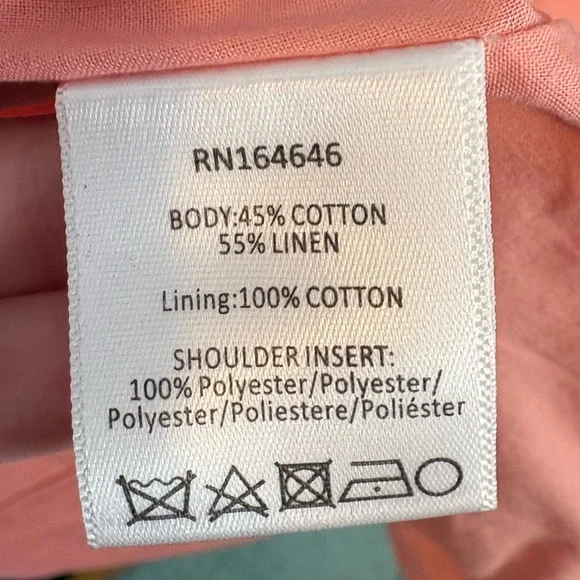 RN164646
BODY:45% COTTON
55% LINEN
Lining:100% COTTON
SHOULDER INSERT:
100% Polyester/Polyester/
Polyester/Poliestere/Poliéster